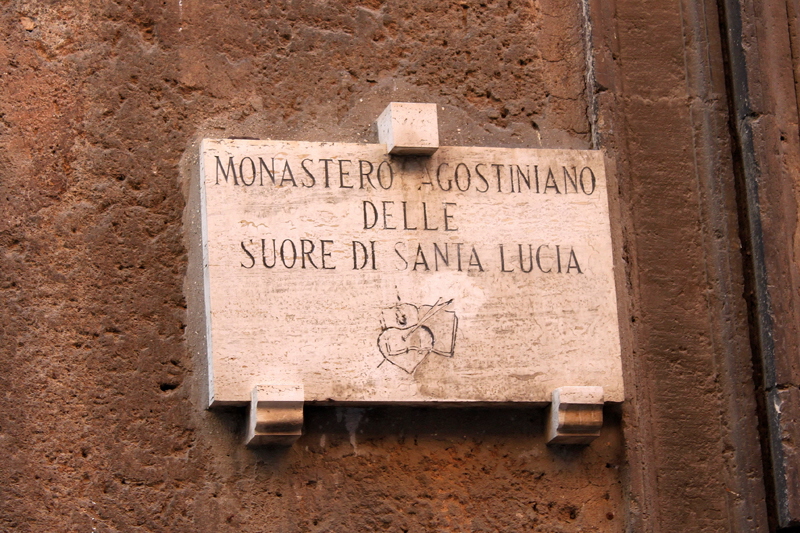 MONASTERO AGOSTINIANO
DELLE
SUORE DI SANTA LUCIA